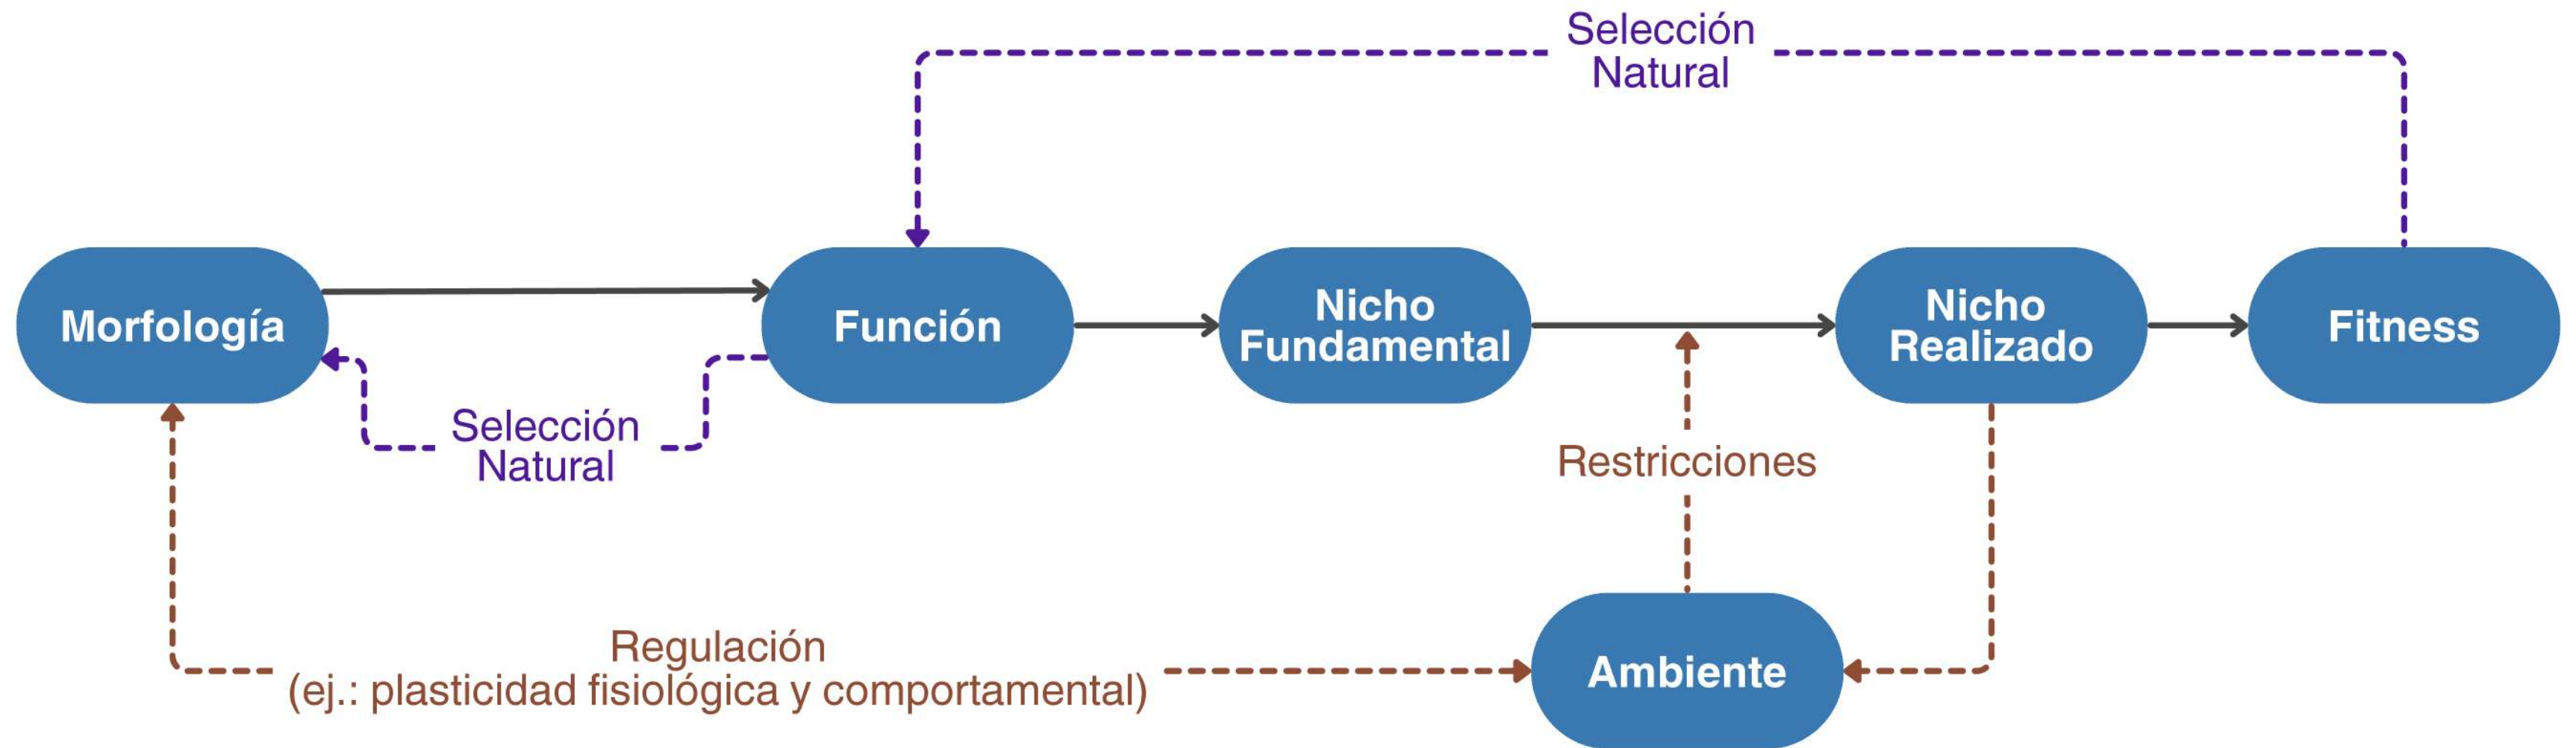 Selección
Natural
Morfología
Función
Nicho
Fundamental
Nicho
Realizado
Fitness
Selección
Natural
Restricciones
Regulación
(ej.: plasticidad fisiológica y comportamental)
Ambiente